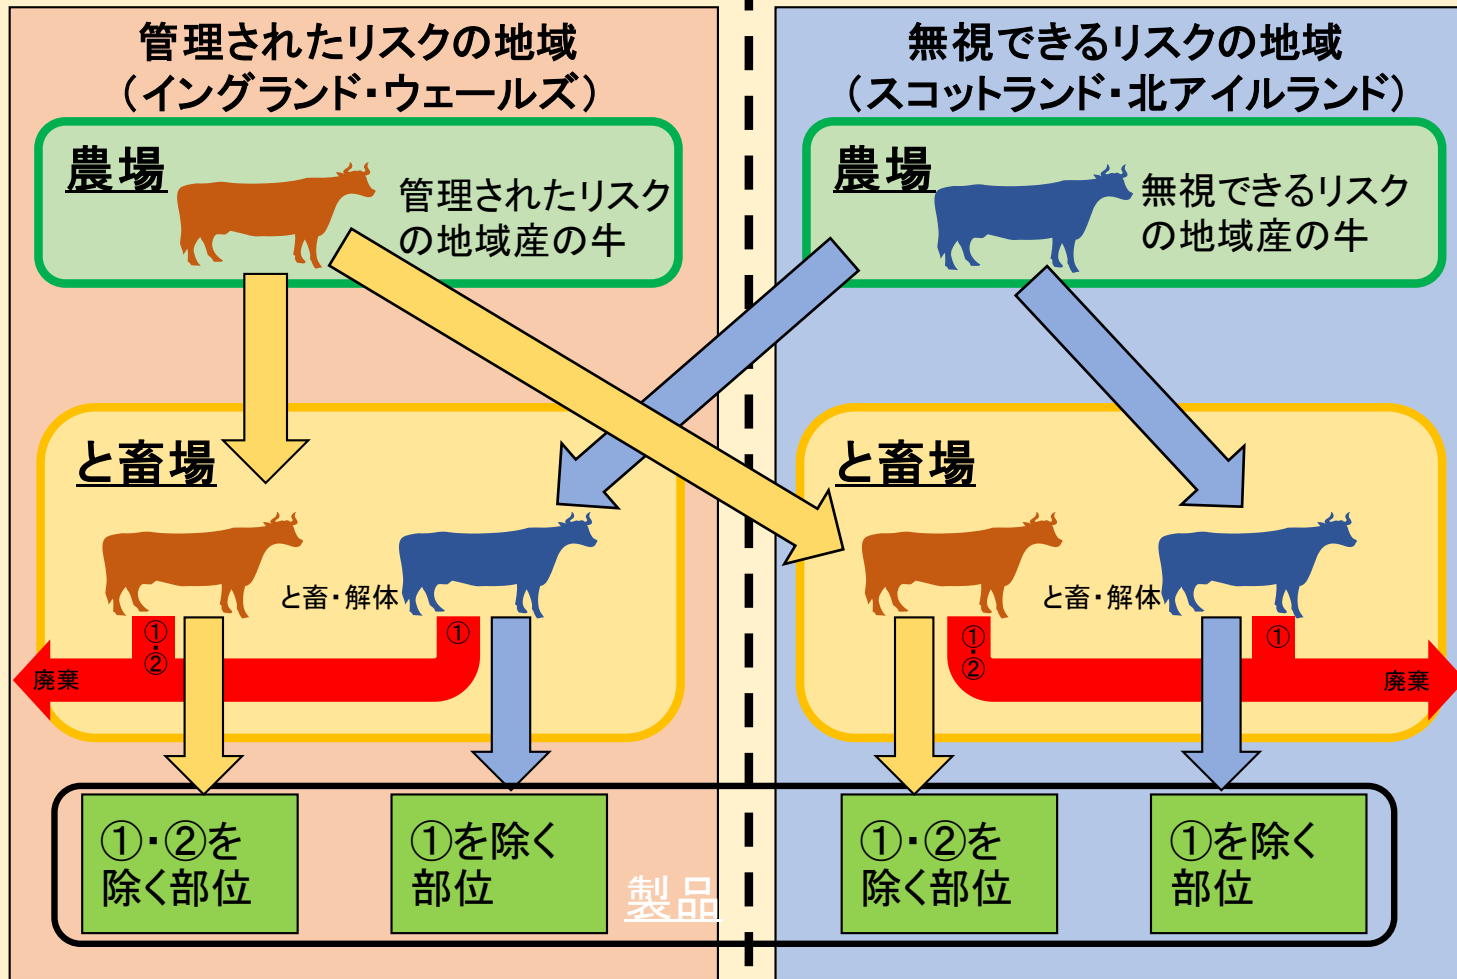 管理されたリスクの地域
（イングランド・ウェールズ）
農場
管理されたリスク
の地域産の牛
と畜場
と畜・解体
①・②
①
廃棄
①・②を
除く部位
①を除く
部位
無視できるリスクの地域
（スコットランド・北アイルランド）
農場
無視できるリスク
の地域産の牛
と畜場
と畜・解体
①・②
①
廃棄
①・②を
除く部位
①を除く
部位
製品